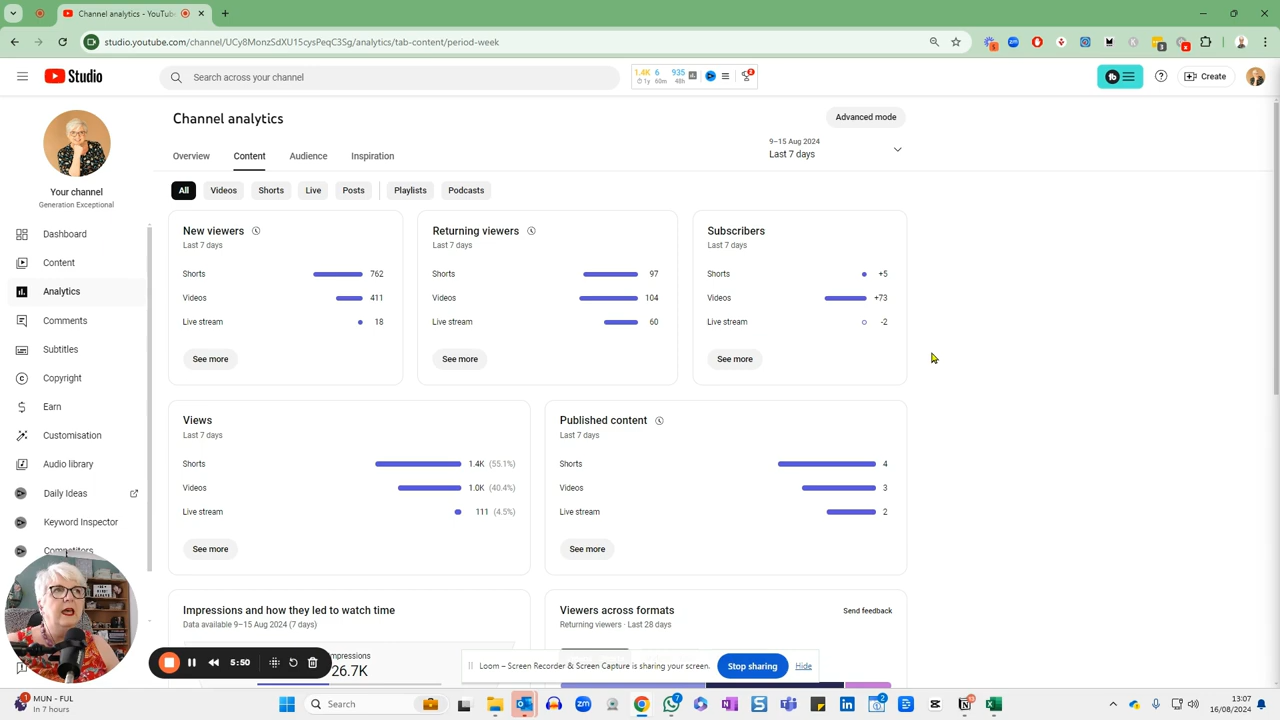 Channel analytics - YouTub
studio.youtube.com/channel/UCy8MonzSdXU15cysPeqC3Sg/analytics/tab-content/period-week
Studio
Search across your channel
1.4K 6 935
1y 60m 48h
Create
Your channel
Generation Exceptional
Dashboard
Content
Analytics
Comments
Subtitles
Copyright
Earn
Customisation
Audio library
Daily Ideas
Keyword Inspector
Competitors
Channel analytics
Advanced mode
Overview
Content
Audience
Inspiration
9–15 Aug 2024
Last 7 days
All
Videos
Shorts
Live
Posts
Playlists
Podcasts
New viewers
Last 7 days
Shorts 762
Videos 411
Live stream 18
See more
Returning viewers
Last 7 days
Shorts 97
Videos 104
Live stream 60
See more
Subscribers
Last 7 days
Shorts +5
Videos +73
Live stream -2
See more
Views
Last 7 days
Shorts 1.4K (55.1%)
Videos 1.0K (40.4%)
Live stream 111 (4.5%)
See more
Published content
Last 7 days
Shorts 4
Videos 3
Live stream 2
See more
Impressions and how they led to watch time
Data available 9–15 Aug 2024 (7 days)
26.7K
Viewers across formats
Send feedback
Returning viewers · Last 28 days
5:50
Loom – Screen Recorder & Screen Capture is sharing your screen.
Stop sharing
Hide
MUN - FUL
In 7 hours
Search
13:07
16/08/2024